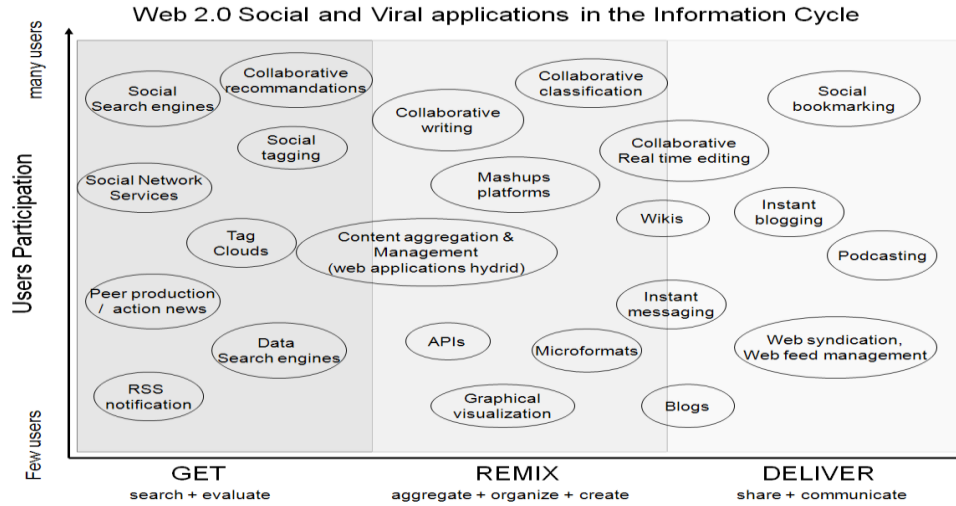 Web 2.0 Social and Viral applications in the Information Cycle
many users
Users Participation
Few users
Social
Search engines
Collaborative
recommandations
Social
tagging
Social Network
Services
Tag
Clouds
Peer production
/ action news
Data
Search engines
RSS
notification
Collaborative
writing
Collaborative
classification
Mashups
platforms
Content aggregation &
Management
(web applications hydrid)
APIs
Microformats
Graphical
visualization
Collaborative
Real time editing
Wikis
Instant
messaging
Blogs
Social
bookmarking
Instant
blogging
Podcasting
Web syndication,
Web feed management
GET
search + evaluate
REMIX
aggregate + organize + create
DELIVER
share + communicate